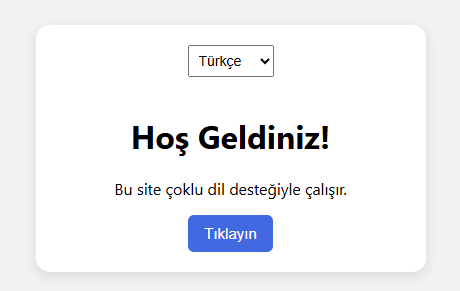 Türkçe
Hoş Geldiniz!
Bu site çoklu dil desteğiyle çalışır.
Tıklayın